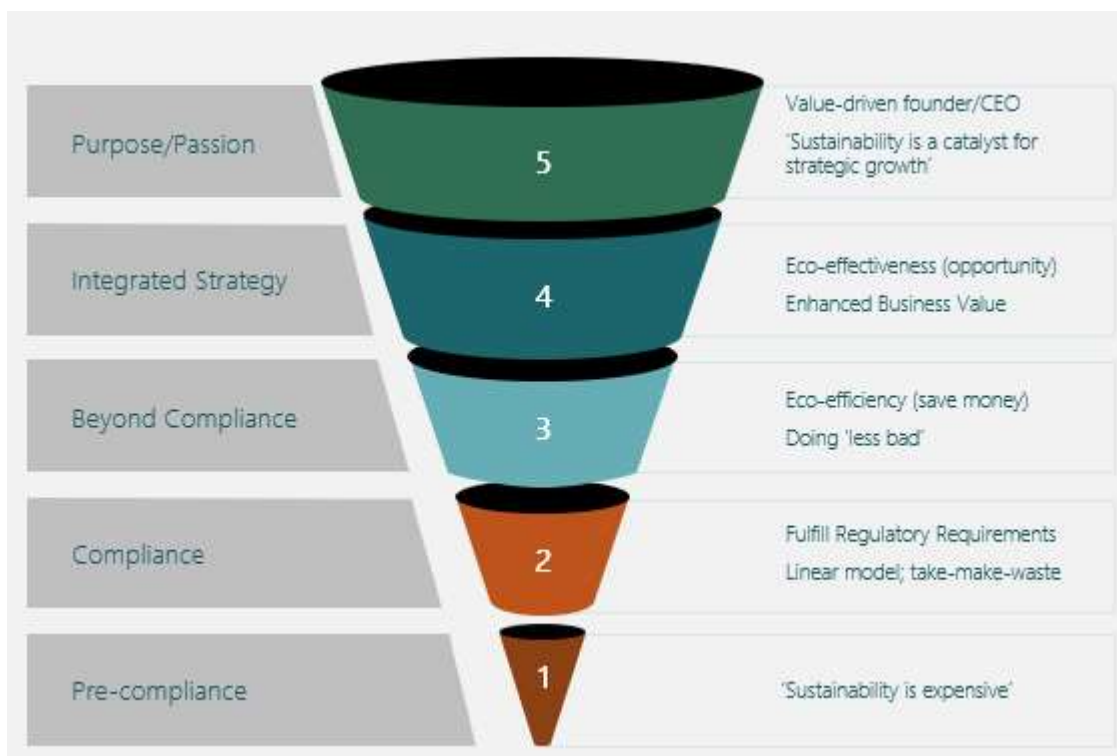 Purpose/Passion
5
Value-driven founder/CEO
'Sustainability is a catalyst for
strategic growth'
Integrated Strategy
4
Eco-effectiveness (opportunity)
Enhanced Business Value
Beyond Compliance
3
Eco-efficiency (save money)
Doing 'less bad'
Compliance
2
Fulfill Regulatory Requirements
Linear model; take-make-waste
Pre-compliance
1
'Sustainability is expensive'